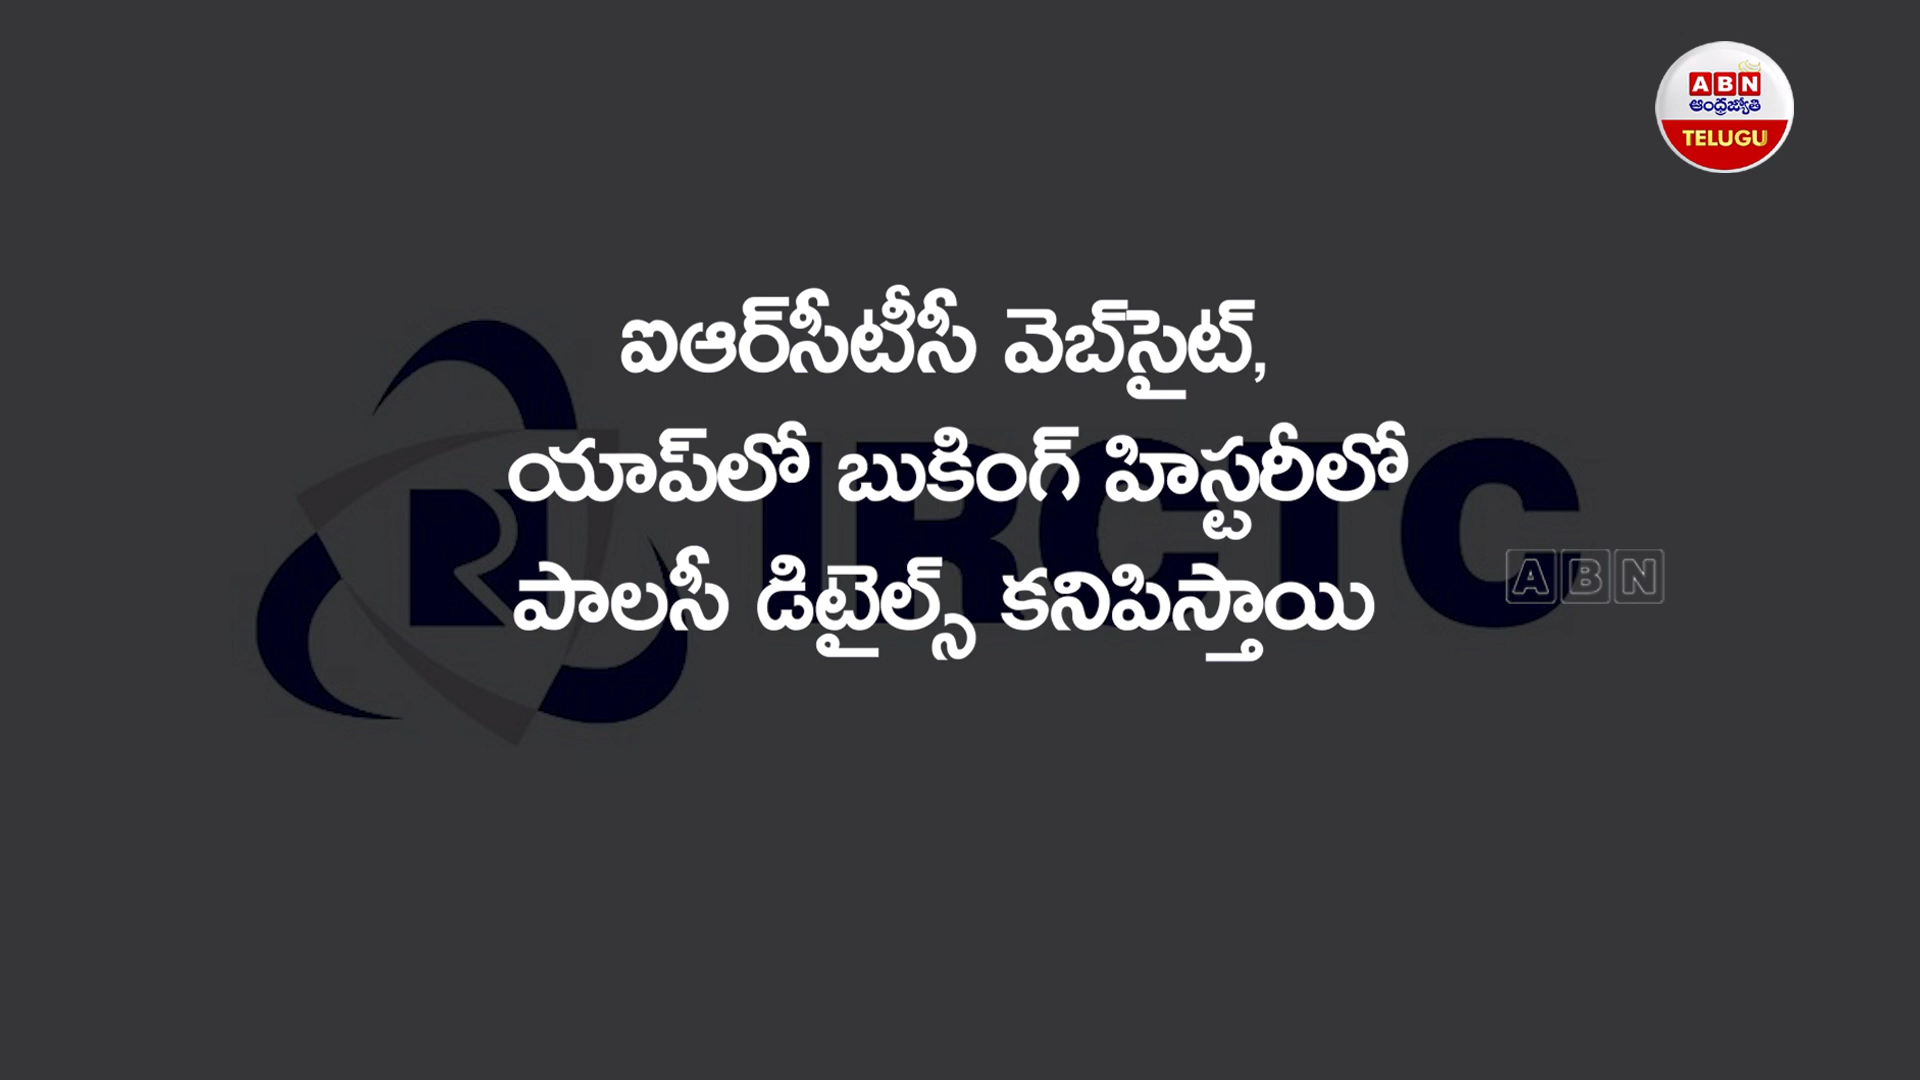 ABN
ఆంధ్రజ్యోతి
TELUGU
ఐఆర్‌సీటీసీ వెబ్‌సైట్,
యాప్‌లో బుకింగ్ హిస్టరీలో
పాలసీ డిటైల్స్ కనిపిస్తాయి
IRCTC
ABN